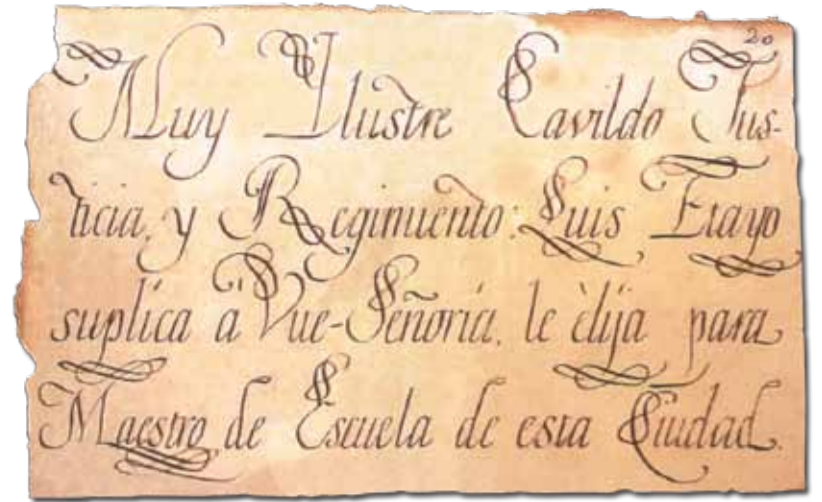 20
Muy Ilustre Cavildo Jus-
ticia, y Regimiento: Luis Erayo
suplica à Vue-Señoria, le èlija para
Maestro de Escuela de esta Ciudad.